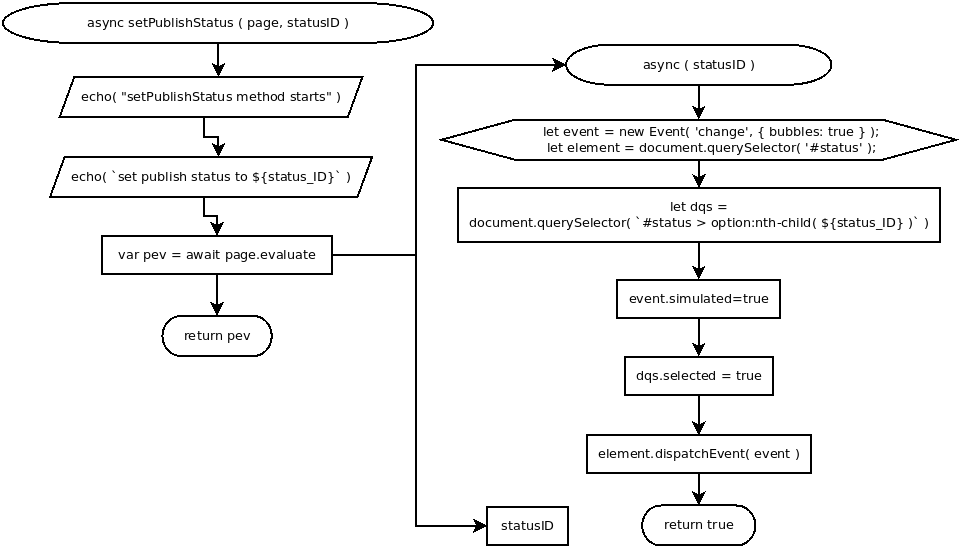 async setPublishStatus ( page, statusID )
echo( "setPublishStatus method starts" )
echo( `set publish status to ${status_ID}` )
var pev = await page.evaluate
return pev
async ( statusID )
let event = new Event( 'change', { bubbles: true } );
let element = document.querySelector( '#status' );
let dqs =
document.querySelector( `#status > option:nth-child( ${status_ID} )` )
event.simulated=true
dqs.selected = true
element.dispatchEvent( event )
return true
statusID